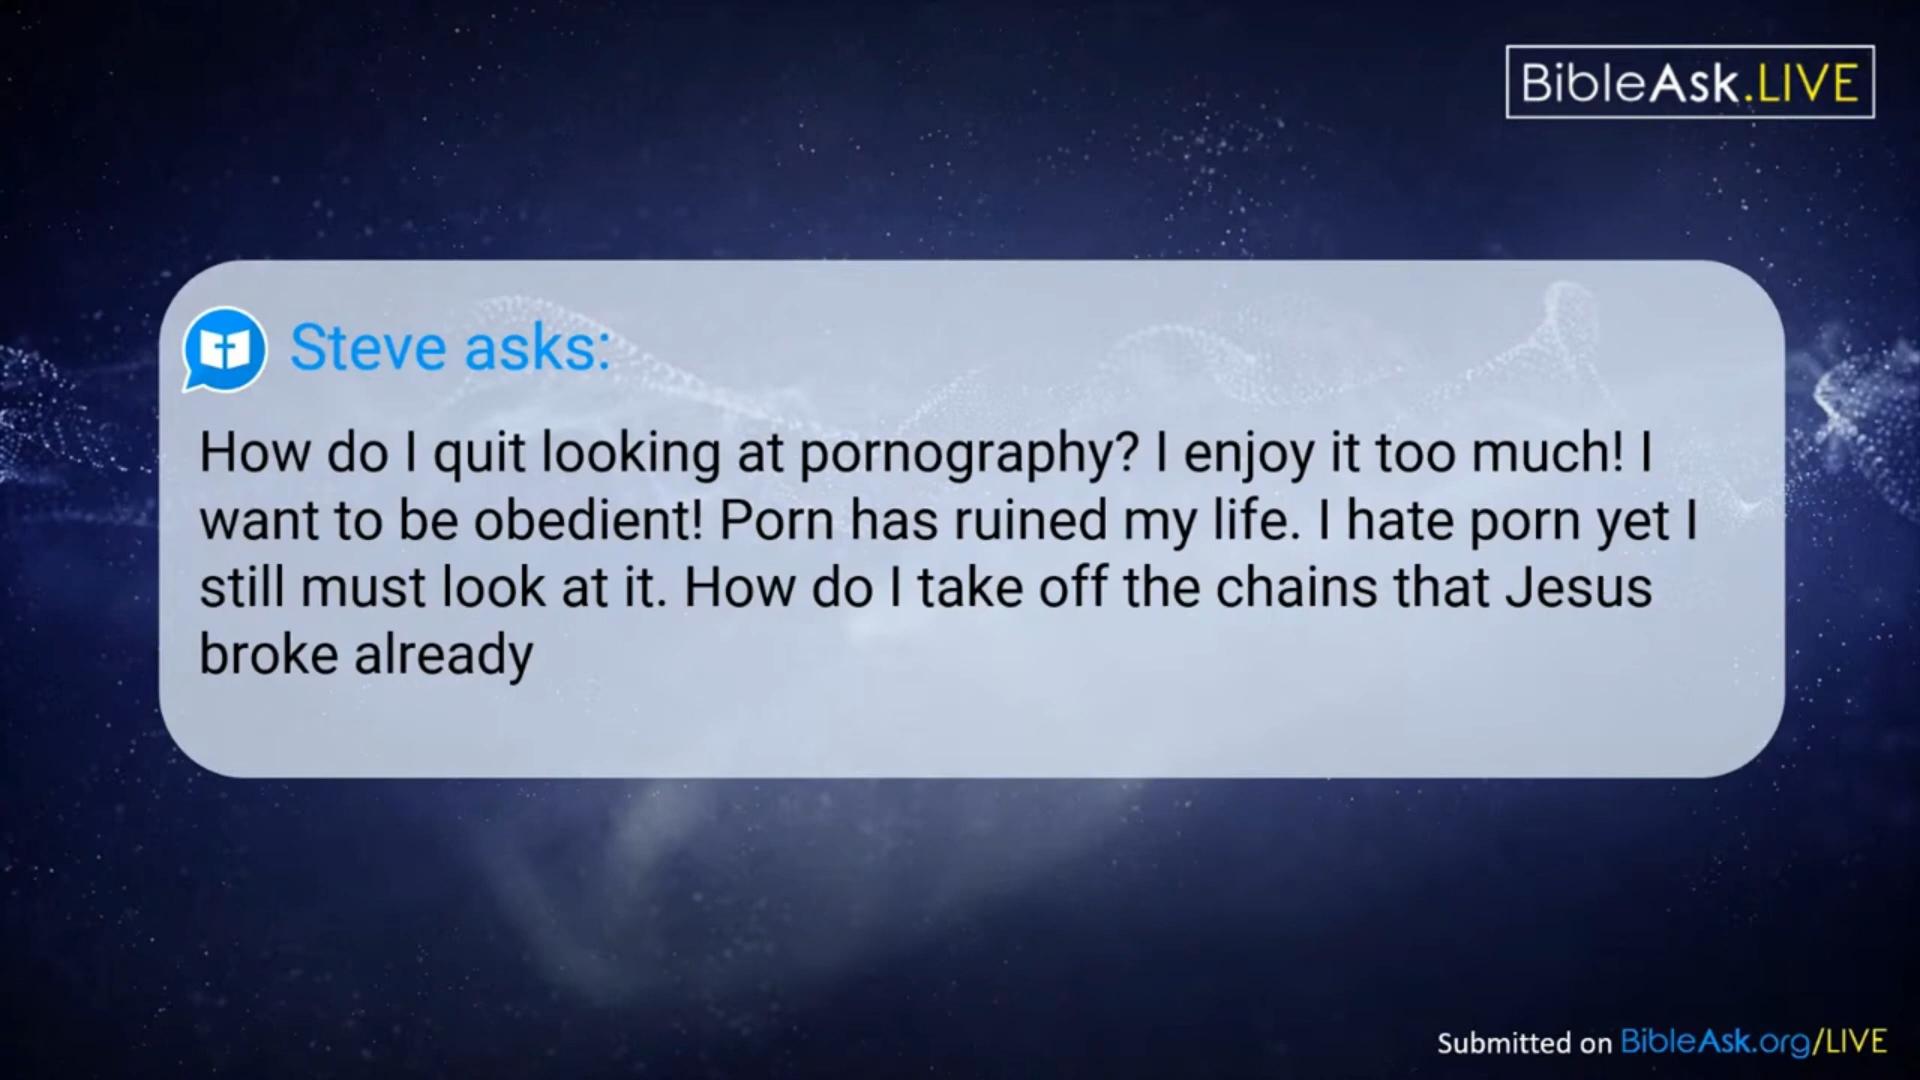 BibleAsk.LIVE
Steve asks:
How do I quit looking at pornography? I enjoy it too much! I
want to be obedient! Porn has ruined my life. I hate porn yet I
still must look at it. How do I take off the chains that Jesus
broke already
Submitted on BibleAsk.org/LIVE